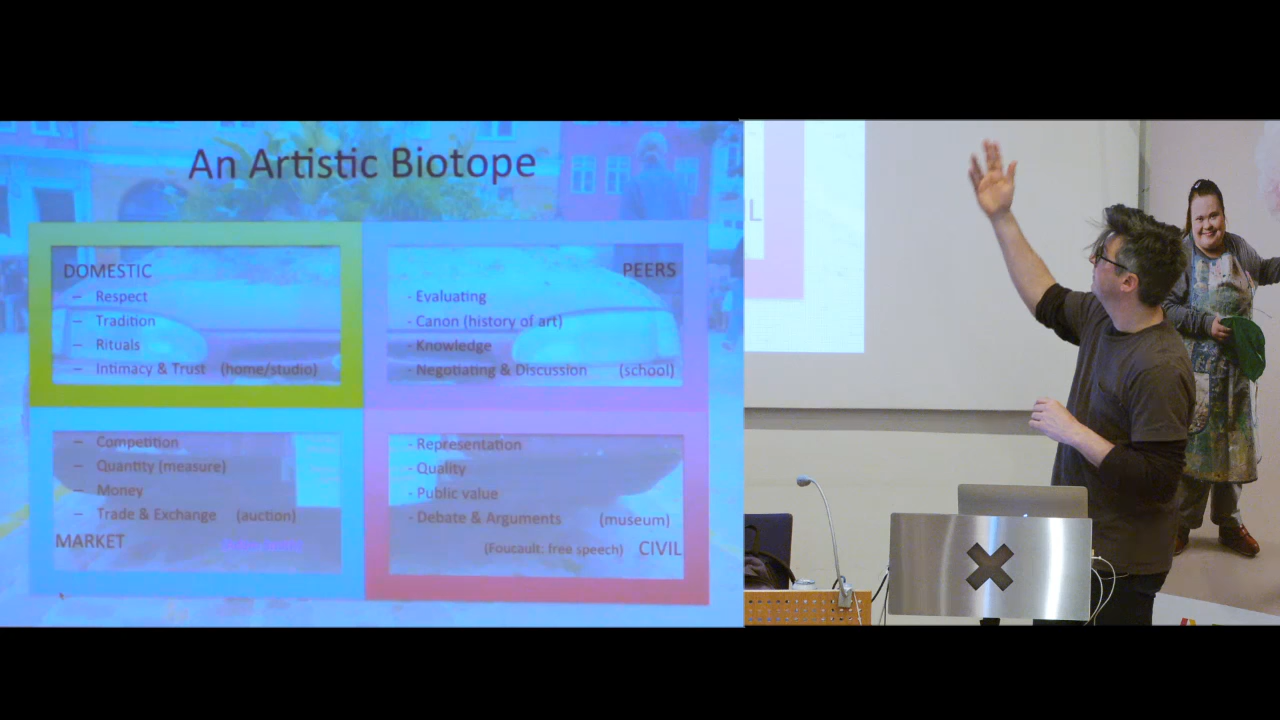 An Artistic Biotope
DOMESTIC
– Respect
– Tradition
– Rituals
– Intimacy & Trust (home/studio)
PEERS
- Evaluating
- Canon (history of art)
- Knowledge
- Negotiating & Discussion (school)
– Competition
– Quantity (measure)
– Money
– Trade & Exchange (auction)
MARKET
- Representation
- Quality
- Public value
- Debate & Arguments (museum)
(Foucault: free speech) CIVIL
L